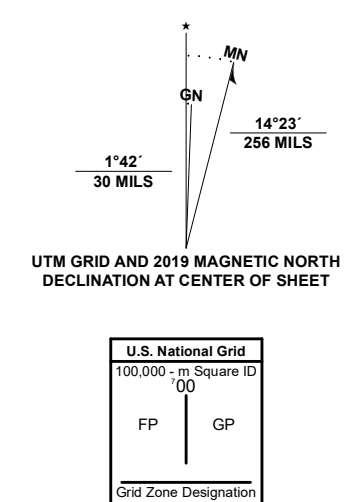 ★
MN
GN
14°23´
256 MILS
1°42´
30 MILS
UTM GRID AND 2019 MAGNETIC NORTH
DECLINATION AT CENTER OF SHEET
U.S. National Grid
100,000 - m Square ID
⁷00
FP GP
Grid Zone Designation